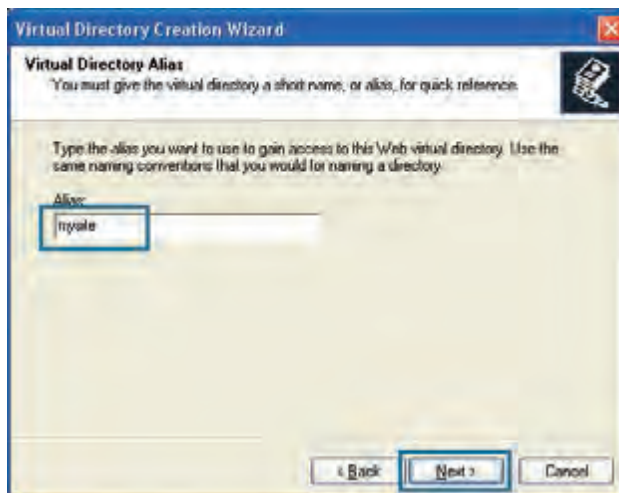 Virtual Directory Creation Wizard
Virtual Directory Alias
You must give the virtual directory a short name, or alias, for quick reference.
Type the alias you want to use to gain access to this Web virtual directory. Use the
same naming conventions that you would for naming a directory.
Alias:
mysite
< Back
Next >
Cancel